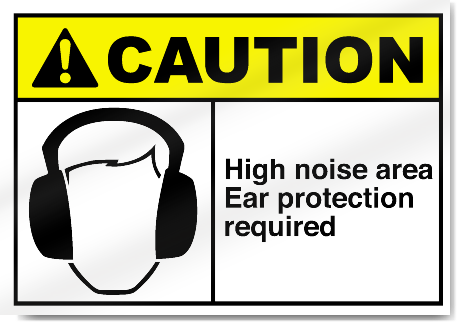 CAUTION
High noise area
Ear protection
required